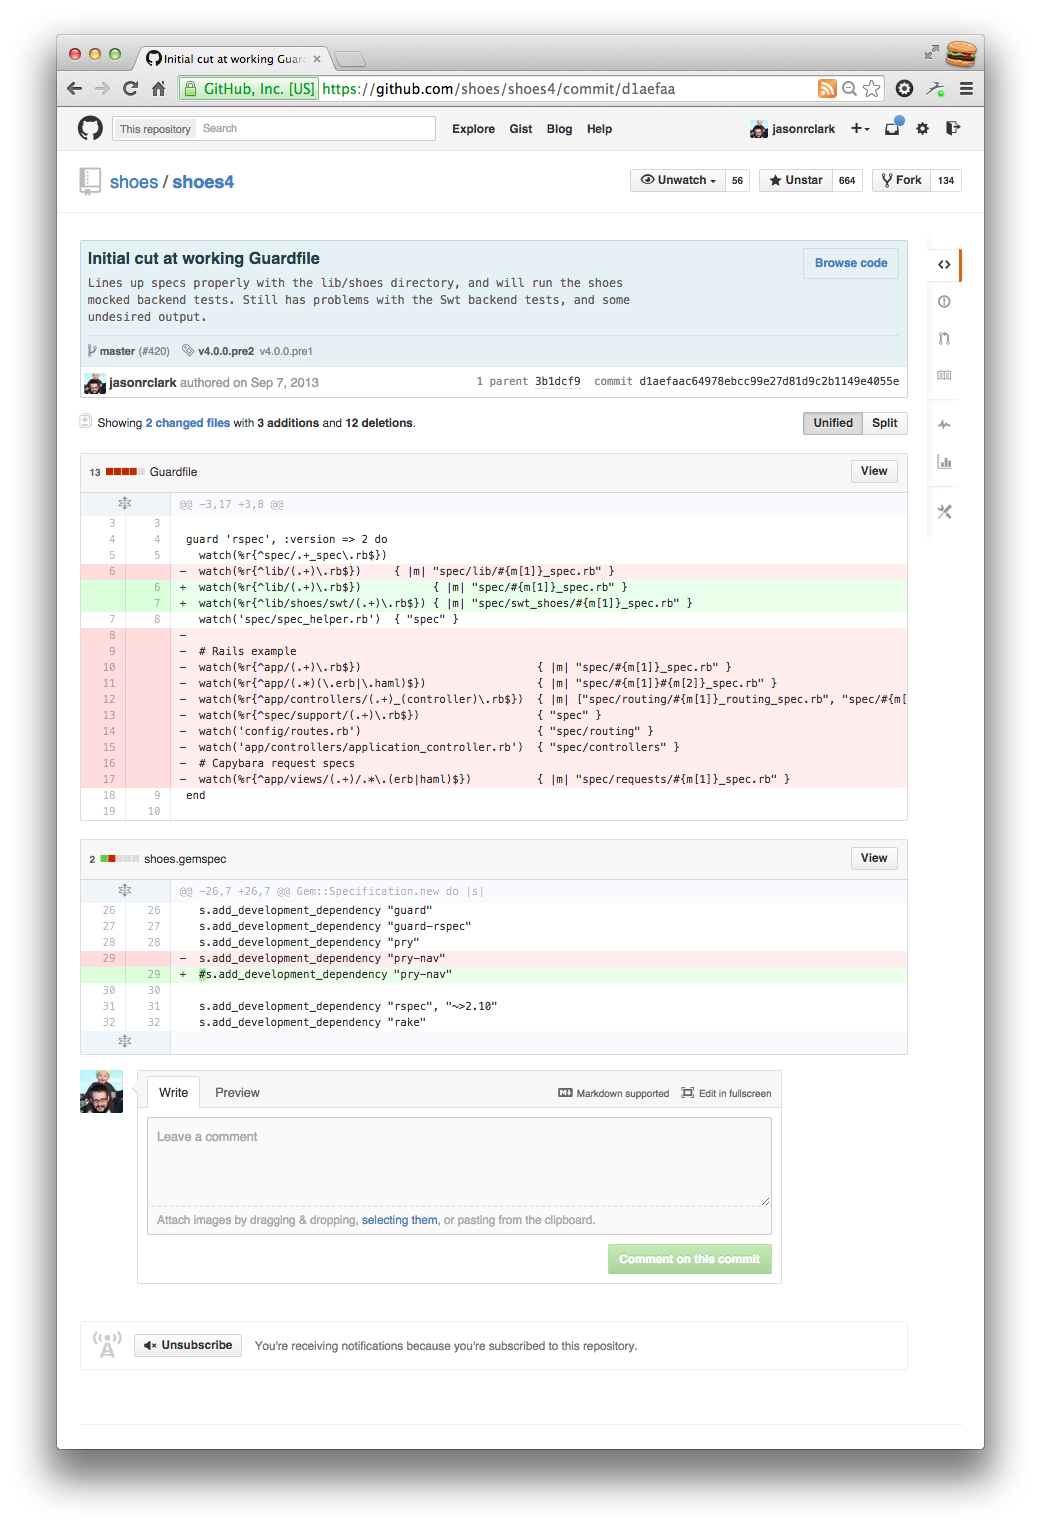 Initial cut at working Guard
GitHub, Inc. [US] https://github.com/shoes/shoes4/commit/d1aefaa
This repository Search Explore Gist Blog Help jasonrclark
shoes / shoes4 Unwatch 56 Unstar 664 Fork 134
Initial cut at working Guardfile Browse code
Lines up specs properly with the lib/shoes directory, and will run the shoes
mocked backend tests. Still has problems with the Swt backend tests, and some
undesired output.
master (#420) v4.0.0.pre2 v4.0.0.pre1
jasonrclark authored on Sep 7, 2013 1 parent 3b1dcf9 commit d1aefaac64978ebcc99e27d81d9c2b1149e4055e
Showing 2 changed files with 3 additions and 12 deletions. Unified Split
13 Guardfile View
@@ -3,17 +3,8 @@
3 3
4 4 guard 'rspec', :version => 2 do
5 5 watch(%r{^spec/.+_spec\.rb$})
6 - watch(%r{^lib/(.+)\.rb$}) { |m| "spec/lib/#{m[1]}_spec.rb" }
6 + watch(%r{^lib/(.+)\.rb$}) { |m| "spec/#{m[1]}_spec.rb" }
7 + watch(%r{^lib/shoes/swt/(.+)\.rb$}) { |m| "spec/swt_shoes/#{m[1]}_spec.rb" }
7 8 watch('spec/spec_helper.rb') { "spec" }
8 -
9 - # Rails example
10 - watch(%r{^app/(.+)\.rb$}) { |m| "spec/#{m[1]}_spec.rb" }
11 - watch(%r{^app/(.*)(\.erb|\.haml)$}) { |m| "spec/#{m[1]}#{m[2]}_spec.rb" }
12 - watch(%r{^app/controllers/(.+)_(controller)\.rb$}) { |m| ["spec/routing/#{m[1]}_routing_spec.rb", "spec/#{m[
13 - watch(%r{^spec/support/(.+)\.rb$}) { "spec" }
14 - watch('config/routes.rb') { "spec/routing" }
15 - watch('app/controllers/application_controller.rb') { "spec/controllers" }
16 - # Capybara request specs
17 - watch(%r{^app/views/(.+)/.*\.(erb|haml)$}) { |m| "spec/requests/#{m[1]}_spec.rb" }
18 9 end
19 10
2 shoes.gemspec View
@@ -26,7 +26,7 @@ Gem::Specification.new do |s|
26 26 s.add_development_dependency "guard"
27 27 s.add_development_dependency "guard-rspec"
28 28 s.add_development_dependency "pry"
29 - s.add_development_dependency "pry-nav"
29 + #s.add_development_dependency "pry-nav"
30 30
31 31 s.add_development_dependency "rspec", "~>2.10"
32 32 s.add_development_dependency "rake"
Write Preview Markdown supported Edit in fullscreen
Leave a comment
Attach images by dragging & dropping, selecting them, or pasting from the clipboard.
Comment on this commit
Unsubscribe You're receiving notifications because you're subscribed to this repository.